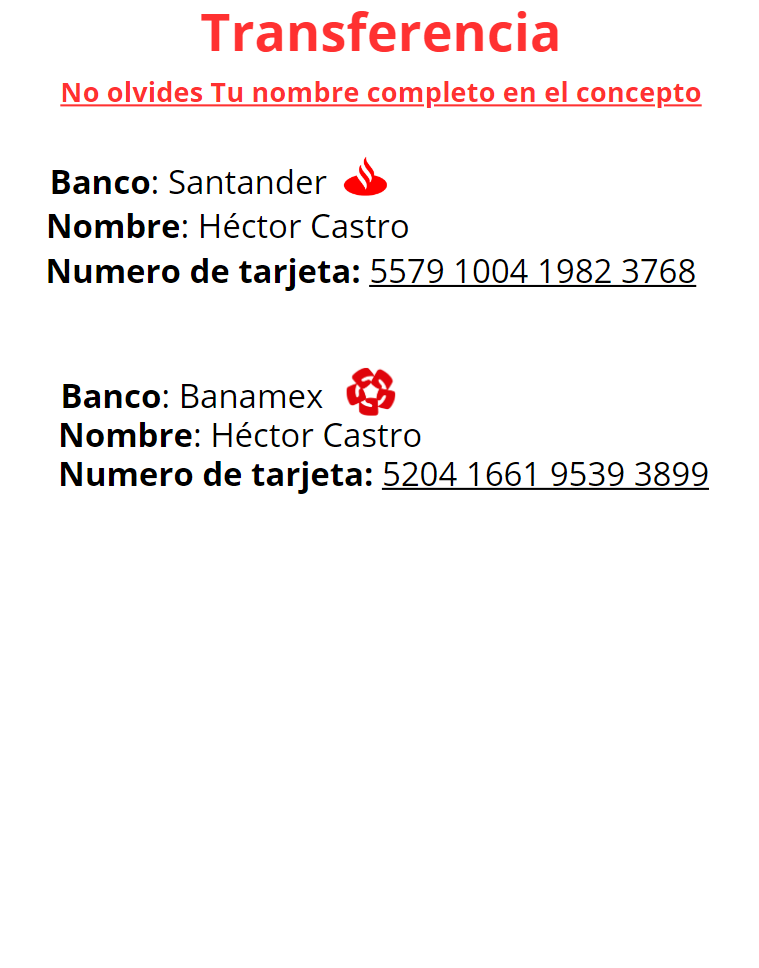 Transferencia
No olvides Tu nombre completo en el concepto
Banco: Santander
Nombre: Héctor Castro
Numero de tarjeta: 5579 1004 1982 3768
Banco: Banamex
Nombre: Héctor Castro
Numero de tarjeta: 5204 1661 9539 3899